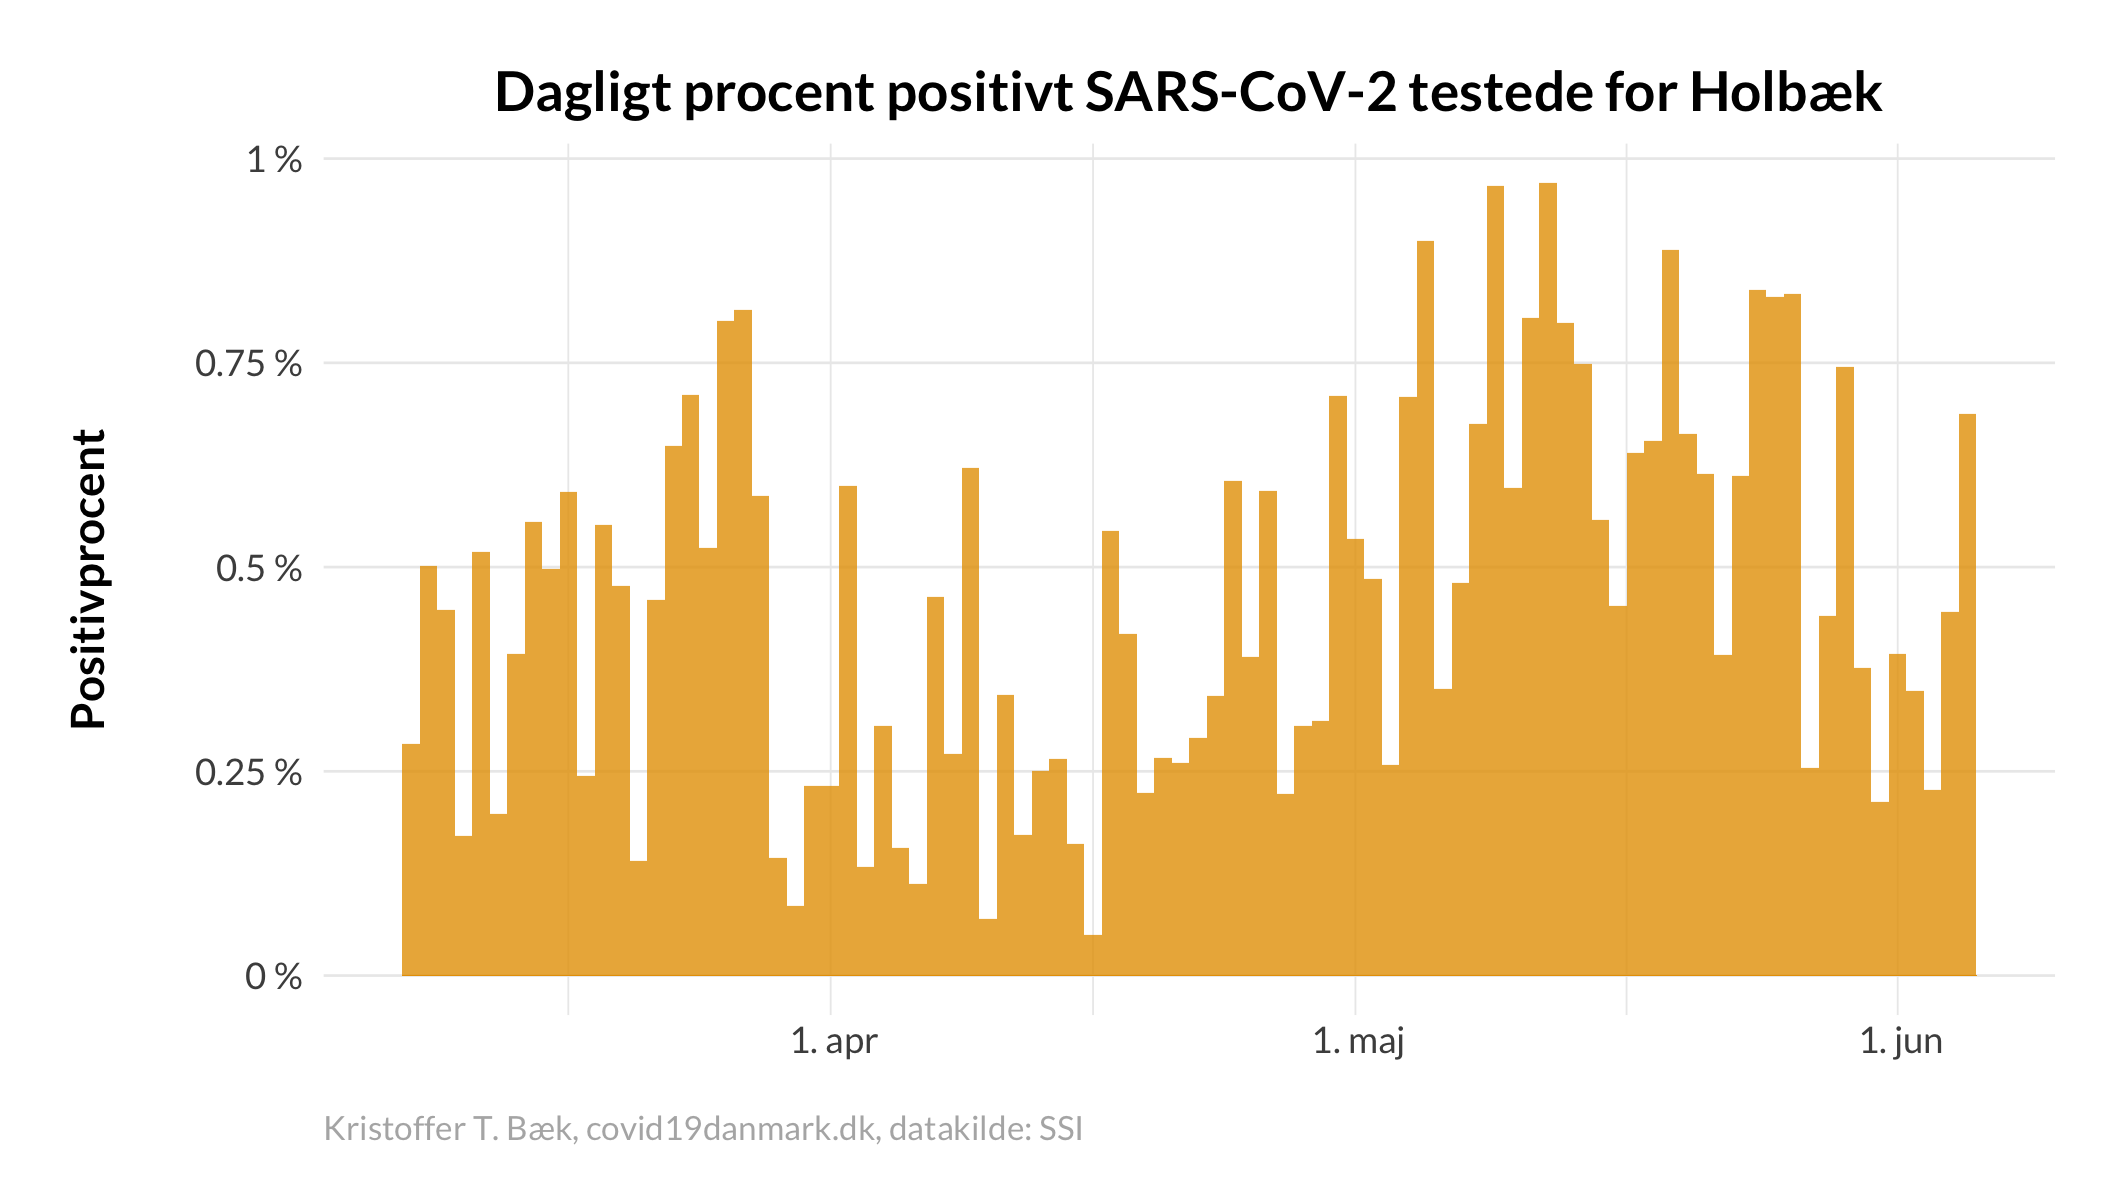 Dagligt procent positivt SARS-CoV-2 testede for Holbæk
Positivprocent
1 %
0.75 %
0.5 %
0.25 %
0 %
1. apr
1. maj
1. jun
Kristoffer T. Bæk, covid19danmark.dk, datakilde: SSI